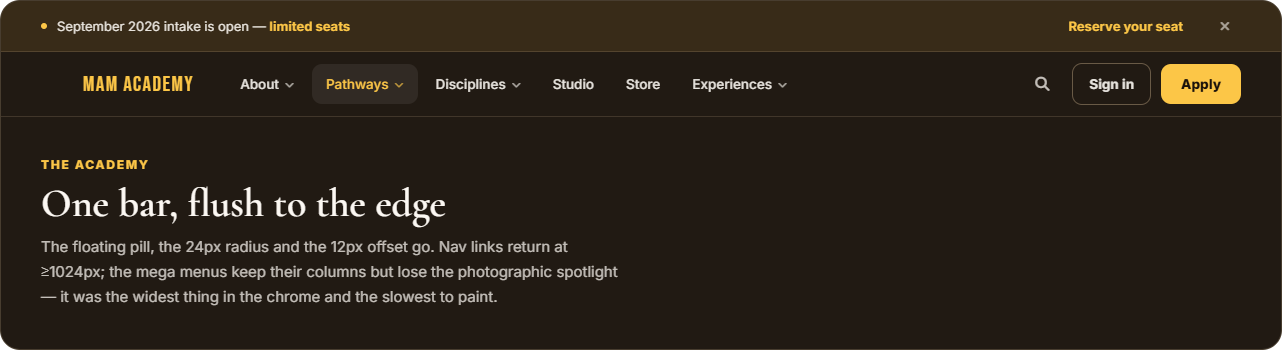 September 2026 intake is open — limited seats
Reserve your seat ×
MAM ACADEMY About Pathways Disciplines Studio Store Experiences Sign in Apply
THE ACADEMY
One bar, flush to the edge
The floating pill, the 24px radius and the 12px offset go. Nav links return at
≥1024px; the mega menus keep their columns but lose the photographic spotlight
— it was the widest thing in the chrome and the slowest to paint.